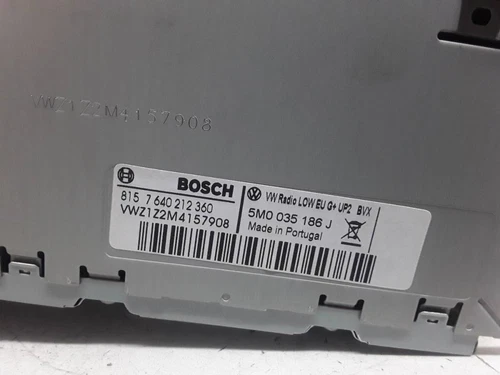 VWZ1Z2M4157908
BOSCH
815 7 640 212 360
VWZ1Z2M4157908
VW Radio LOW EU G+ UP2 BVX
5M0 035 186 J
Made in Portugal